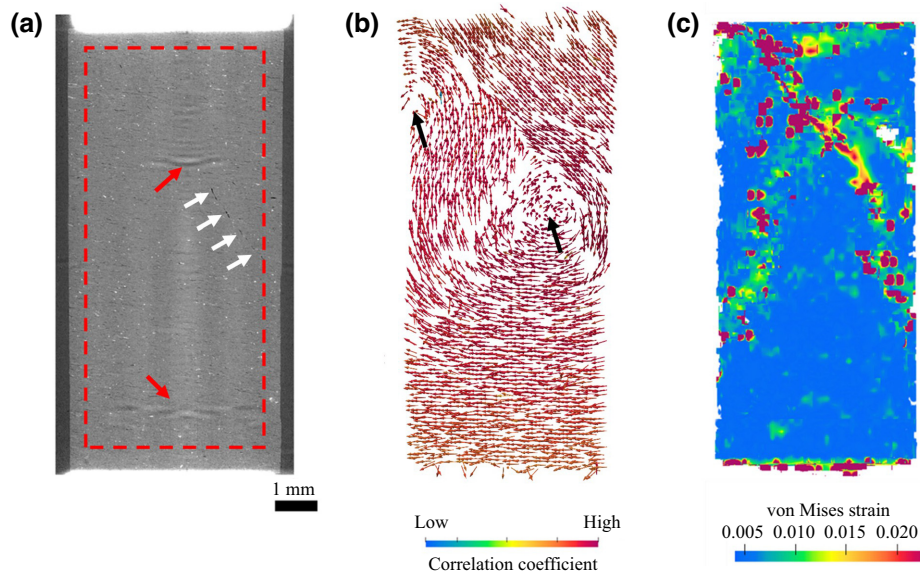 (a)
(b)
(c)
1 mm
Low
High
Correlation coefficient
von Mises strain
0.005 0.010 0.015 0.020